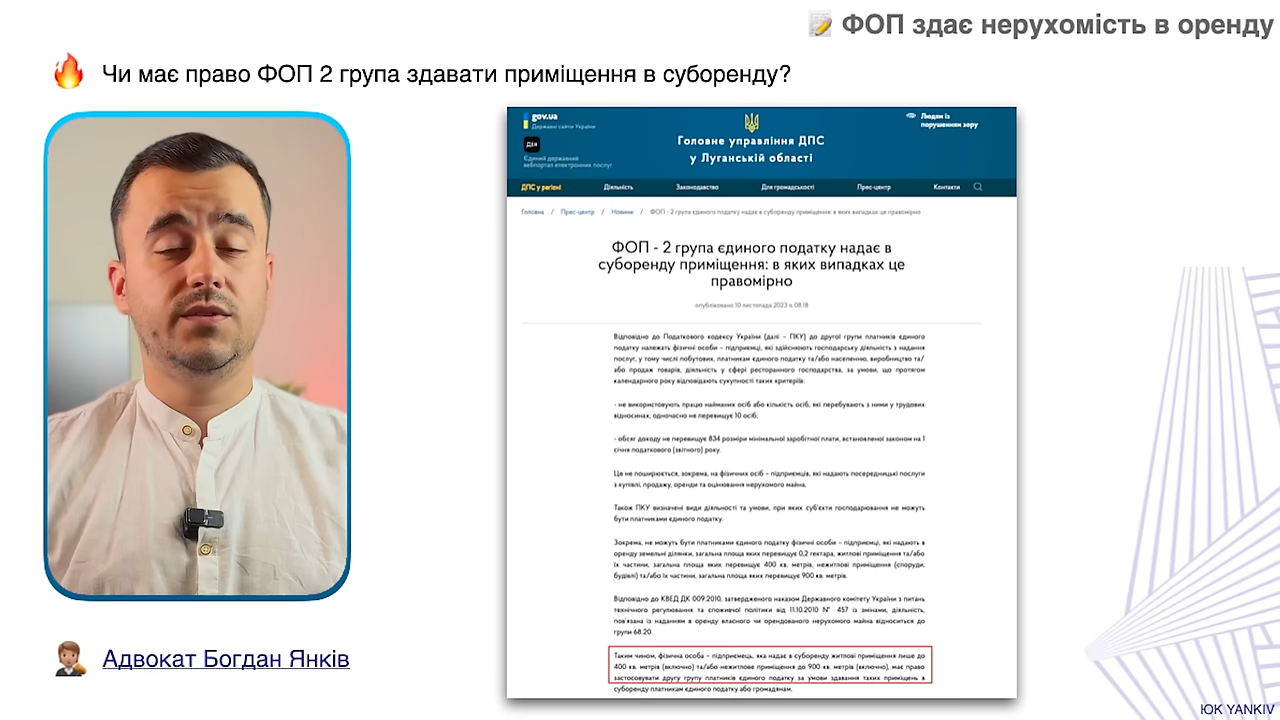 ФОП здає нерухомість в оренду
Чи має право ФОП 2 група здавати приміщення в суборенду?
gov.ua
Державні сайти України
Дія
Єдиний державний
вебпортал електронних послуг
Головне управління ДПС
у Луганській області
Людям із
порушенням зору
ДПС у регіоні Діяльність Законодавство Для громадськості Прес-центр Контакти
Головна / Прес-центр / Новини / ФОП - 2 група єдиного податку надає в суборенду приміщення: в яких випадках це правомірно
ФОП - 2 група єдиного податку надає в
суборенду приміщення: в яких випадках це
правомірно
опубліковано 10 листопада 2023 о 08:18
Відповідно до Податкового кодексу України (далі – ПКУ) до другої групи платників єдиного
податку належать фізичні особи – підприємці, які здійснюють господарську діяльність з надання
послуг, у тому числі побутових, платникам єдиного податку та/або населенню, виробництво та/
або продаж товарів, діяльність у сфері ресторанного господарства, за умови, що протягом
календарного року відповідають сукупності таких критеріїв:
- не використовують працю найманих осіб або кількість осіб, які перебувають з ними у трудових
відносинах, одночасно не перевищує 10 осіб;
- обсяг доходу не перевищує 834 розміри мінімальної заробітної плати, встановленої законом на 1
січня податкового (звітного) року.
Це не поширюється, зокрема, на фізичних осіб – підприємців, які надають посередницькі послуги
з купівлі, продажу, оренди та оцінювання нерухомого майна.
Також ПКУ визначені види діяльності та умови, при яких суб'єкти господарювання не можуть
бути платниками єдиного податку.
Зокрема, не можуть бути платниками єдиного податку фізичні особи – підприємці, які надають в
оренду земельні ділянки, загальна площа яких перевищує 0,2 гектара, житлові приміщення та/або
їх частини, загальна площа яких перевищує 400 кв. метрів, нежитлові приміщення (споруди,
будівлі) та/або їх частини, загальна площа яких перевищує 900 кв. метрів.
Відповідно до КВЕД ДК 009:2010, затвердженого наказом Державного комітету України з питань
технічного регулювання та споживчої політики від 11.10.2010 № 457 із змінами, діяльність,
пов'язана із наданням в оренду власного чи орендованого нерухомого майна відноситься до
групи 68.20.
Таким чином, фізична особа – підприємець, яка надає в суборенду житлові приміщення лише до
400 кв. метрів (включно) та/або нежитлове приміщення до 900 кв. метрів (включно), має право
застосовувати другу групу платників єдиного податку за умови здавання таких приміщень в
суборенду платникам єдиного податку або громадянам.
Адвокат Богдан Янків
ЮК YANKIV